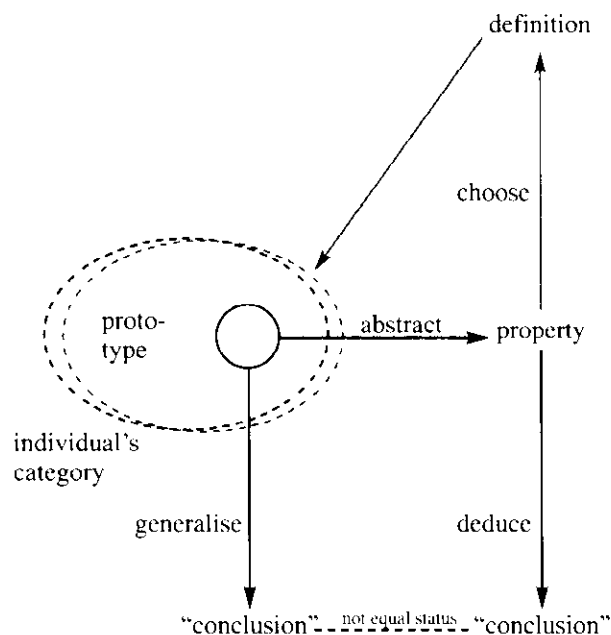 definition
choose
proto-
type
abstract
property
individual's
category
generalise
deduce
“conclusion” not equal status “conclusion”